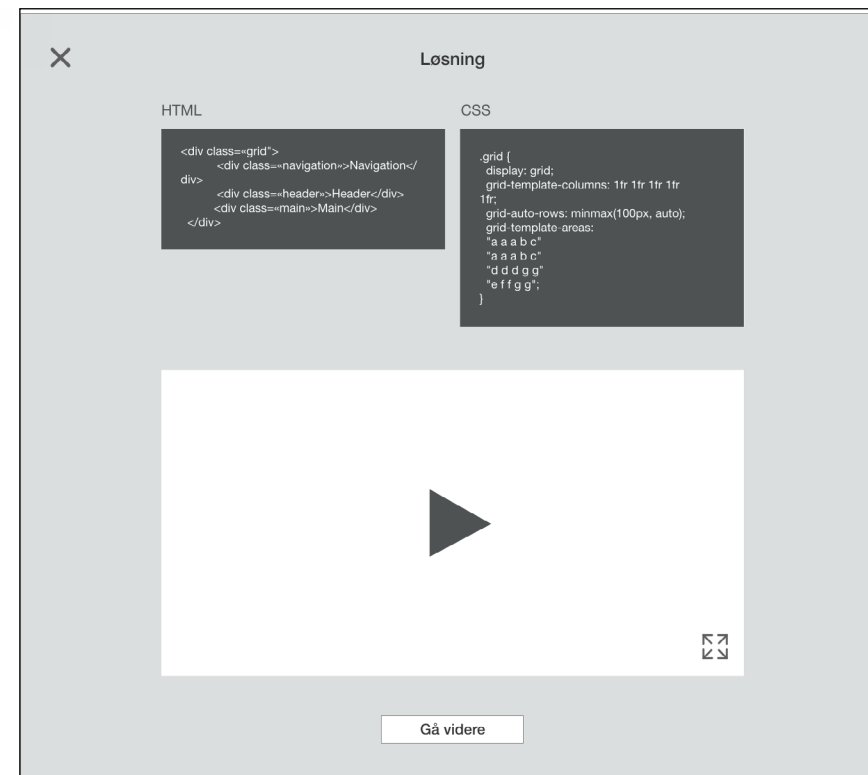 Løsning
HTML
<div class=«grid">
<div class=«navigation»>Navigation</
div>
<div class=«header»>Header</div>
<div class=«main»>Main</div>
</div>
CSS
.grid {
display: grid;
grid-template-columns: 1fr 1fr 1fr 1fr
1fr;
grid-auto-rows: minmax(100px, auto);
grid-template-areas:
"a a a b c"
"a a a b c"
"d d d g g"
"e f f g g";
}
Gå videre